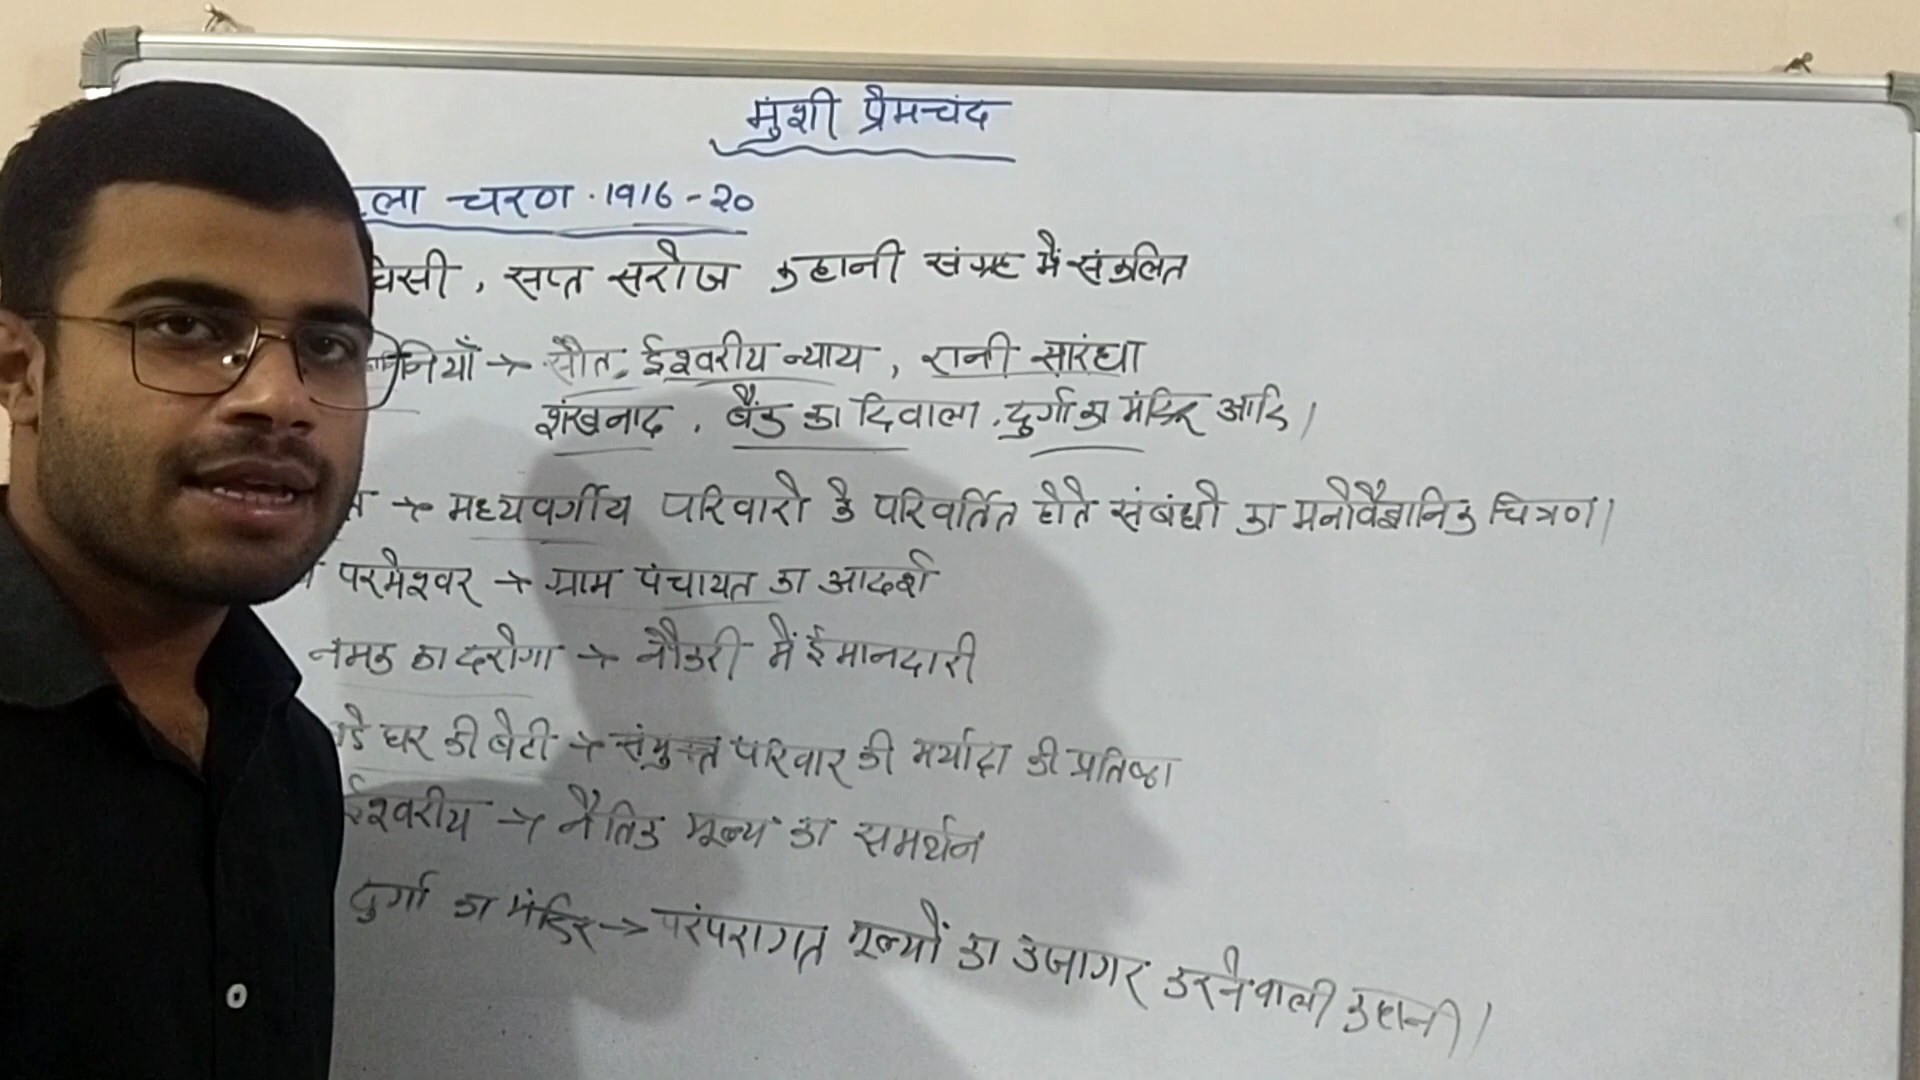 मुंशी प्रेमचंद
ला चरण . 1916 - 20
चिसी , सप्त सरोज कहानी संग्रह में संकलित
नियाँ → सौत, ईश्वरीय न्याय , रानी सारंधा
शंखनाद , बैंक का दिवाला , दुर्गा का मंदिर आदि ।
→ मध्यवर्गीय परिवारो के परिवर्तित होते संबंधो का मनोवैज्ञानिक चित्रण ।
परमेश्वर → ग्राम पंचायत का आदर्श
नमक का दरोगा → नौकरी में ईमानदारी
डे घर की बेटी → संयुक्त परिवार की मर्यादा की प्रतिष्ठा
ईश्वरीय → नैतिक मूल्य का समर्थन
दुर्गा का मंदिर → परंपरागत मूल्यों का उजागर करने वाली कहानी ।